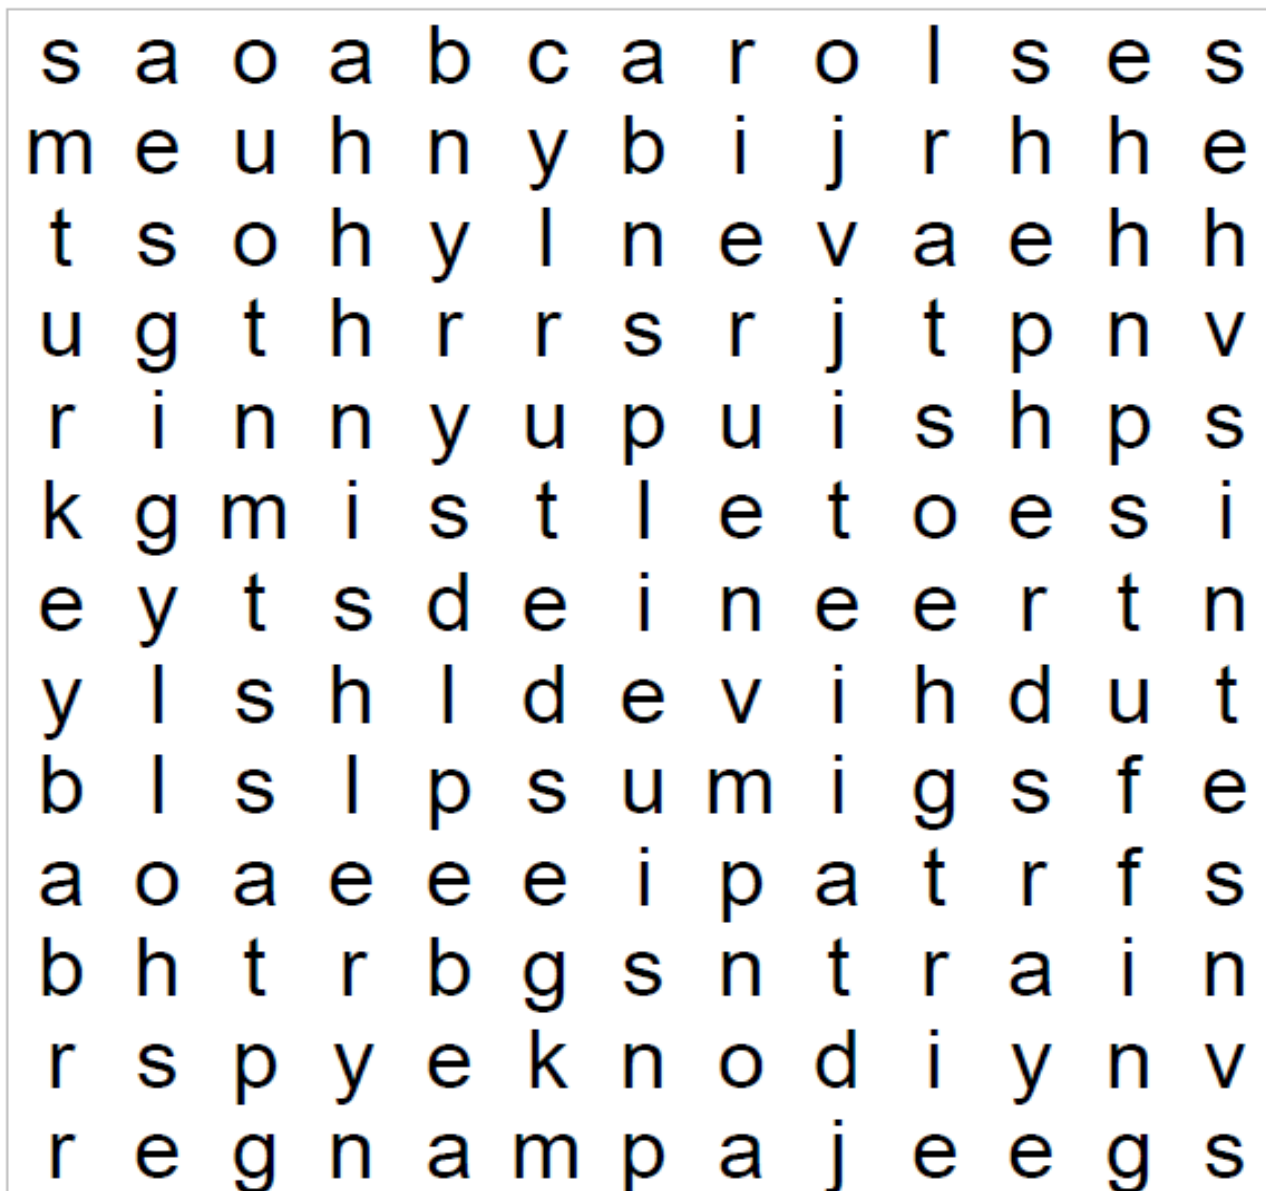 s a o a b c a r o l s e s
m e u h n y b i j r h h e
t s o h y l n e v a e h h
u g t h r r s r j t p n v
r i n n y u p u i s h p s
k g m i s t l e t o e s i
e y t s d e i n e e r t n
y l s h l d e v i h d u t
b l s l p s u m i g s f e
a o a e e e i p a t r f s
b h t r b g s n t r a i n
r s p y e k n o d i y n v
r e g n a m p a j e e g s